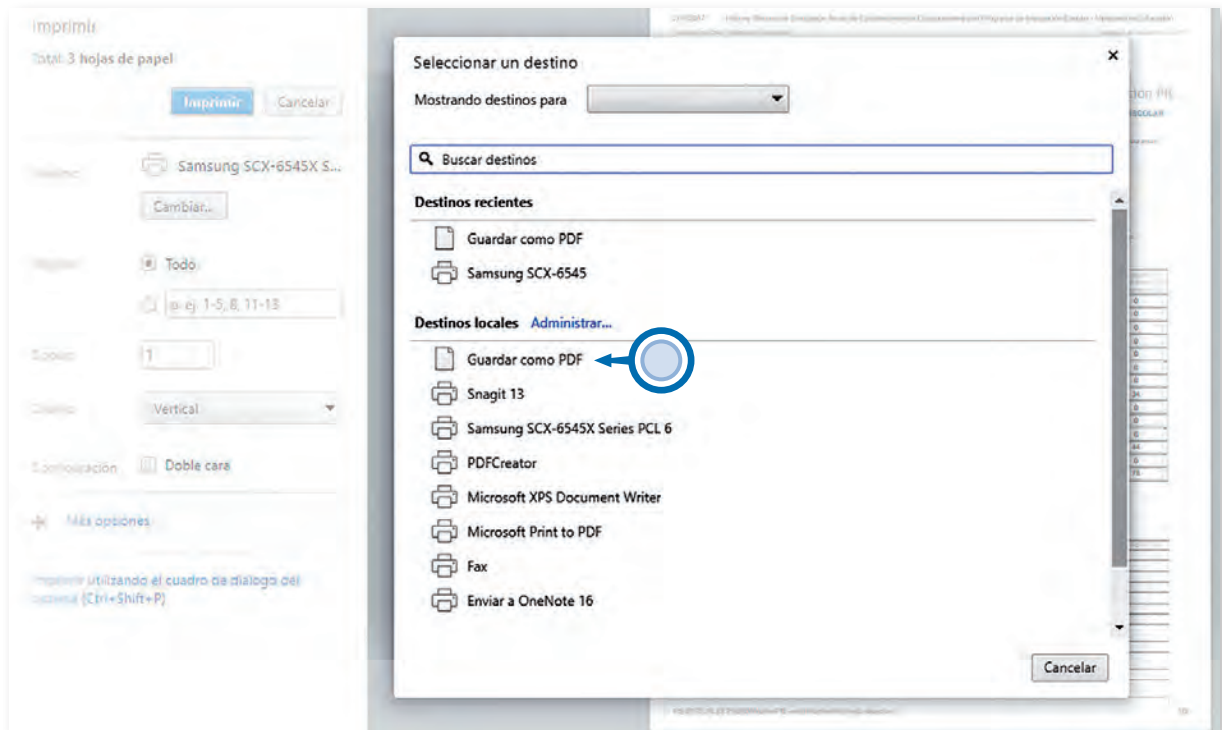 Imprimir
Total: 3 hojas de papel
Imprimir
Cancelar
Samsung SCX-6545X S...
Cambiar...
Todo
p. ej. 1-5, 8, 11-13
1
Vertical
Configuración
Doble cara
Más opciones
Imprimir utilizando el cuadro de diálogo del
sistema (Ctrl+Shift+P)
Seleccionar un destino
Mostrando destinos para
Buscar destinos
Destinos recientes
Guardar como PDF
Samsung SCX-6545
Destinos locales Administrar...
Guardar como PDF
Snagit 13
Samsung SCX-6545X Series PCL 6
PDFCreator
Microsoft XPS Document Writer
Microsoft Print to PDF
Fax
Enviar a OneNote 16
Cancelar